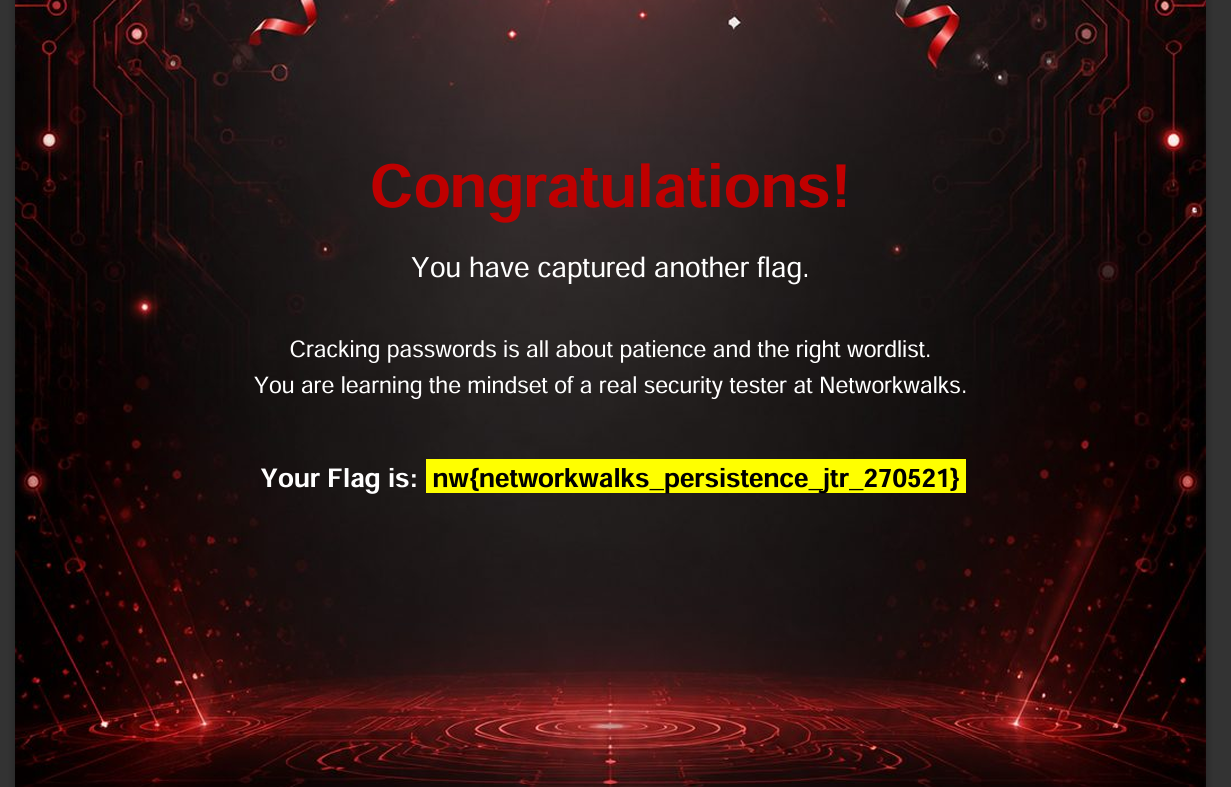 Congratulations!
You have captured another flag.
Cracking passwords is all about patience and the right wordlist.
You are learning the mindset of a real security tester at Networkwalks.
Your Flag is: nw{networkwalks_persistence_jtr_270521}